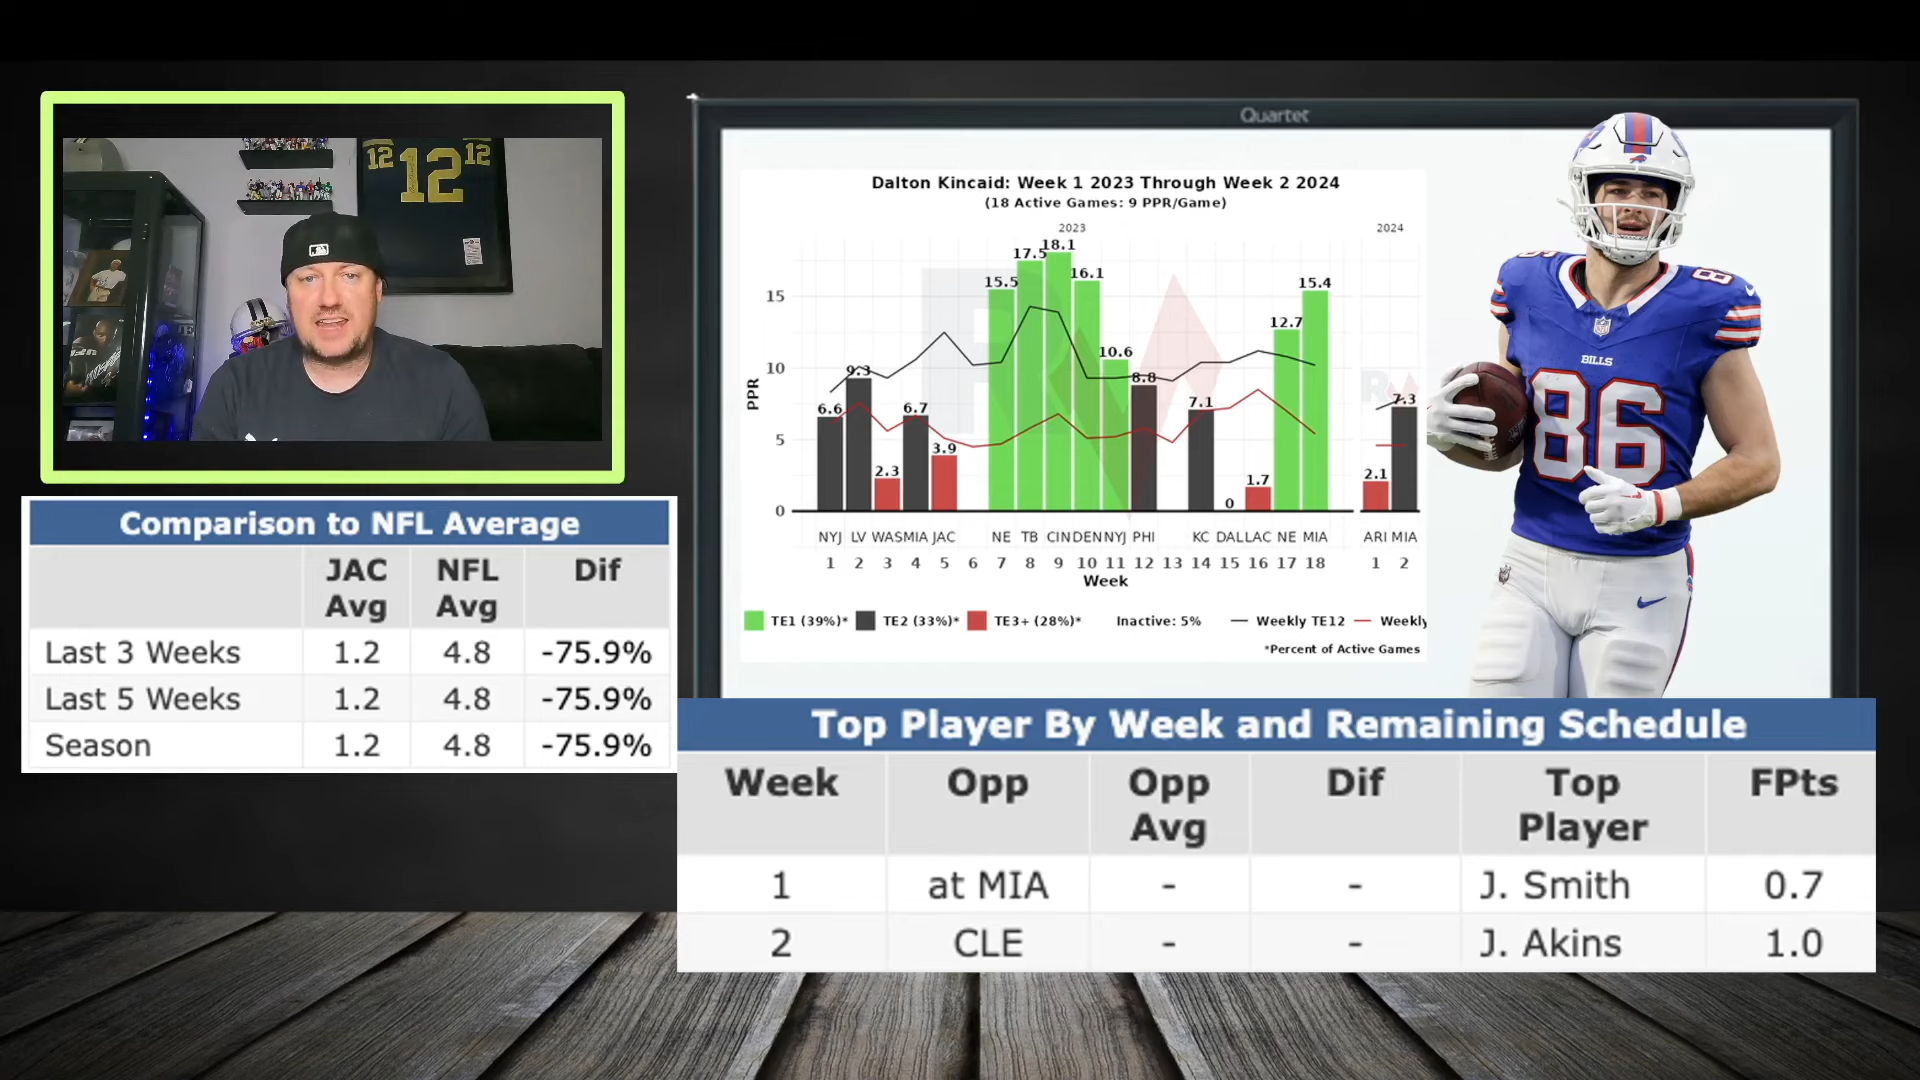 Quartet
12 12 12
Dalton Kincaid: Week 1 2023 Through Week 2 2024
(18 Active Games: 9 PPR/Game)
2023
2024
PPR
15
10
5
0
6.6
9.3
2.3
6.7
3.9
15.5
17.5
18.1
16.1
10.6
8.8
7.1
0
1.7
12.7
15.4
2.1
7.3
NYJ LV WAS MIA JAC NE TB CIN DEN NYJ PHI KC DAL LAC NE MIA ARI MIA
1 2 3 4 5 6 7 8 9 10 11 12 13 14 15 16 17 18 1 2
Week
TE1 (39%)* TE2 (33%)* TE3+ (28%)* Inactive: 5% Weekly TE12 Weekly
*Percent of Active Games
86
BILLS
86
NFL
Comparison to NFL Average
JAC Avg NFL Avg Dif
Last 3 Weeks 1.2 4.8 -75.9%
Last 5 Weeks 1.2 4.8 -75.9%
Season 1.2 4.8 -75.9%
Top Player By Week and Remaining Schedule
Week Opp Opp Avg Dif Top Player FPts
1 at MIA - - J. Smith 0.7
2 CLE - - J. Akins 1.0